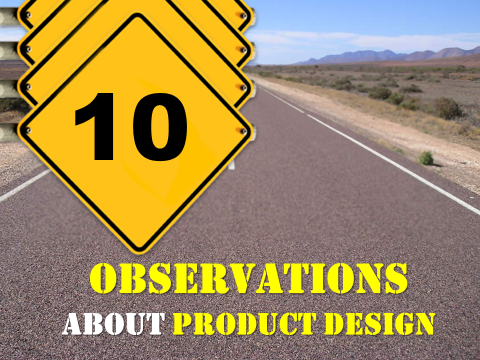 10
OBSERVATIONS
ABOUT PRODUCT DESIGN